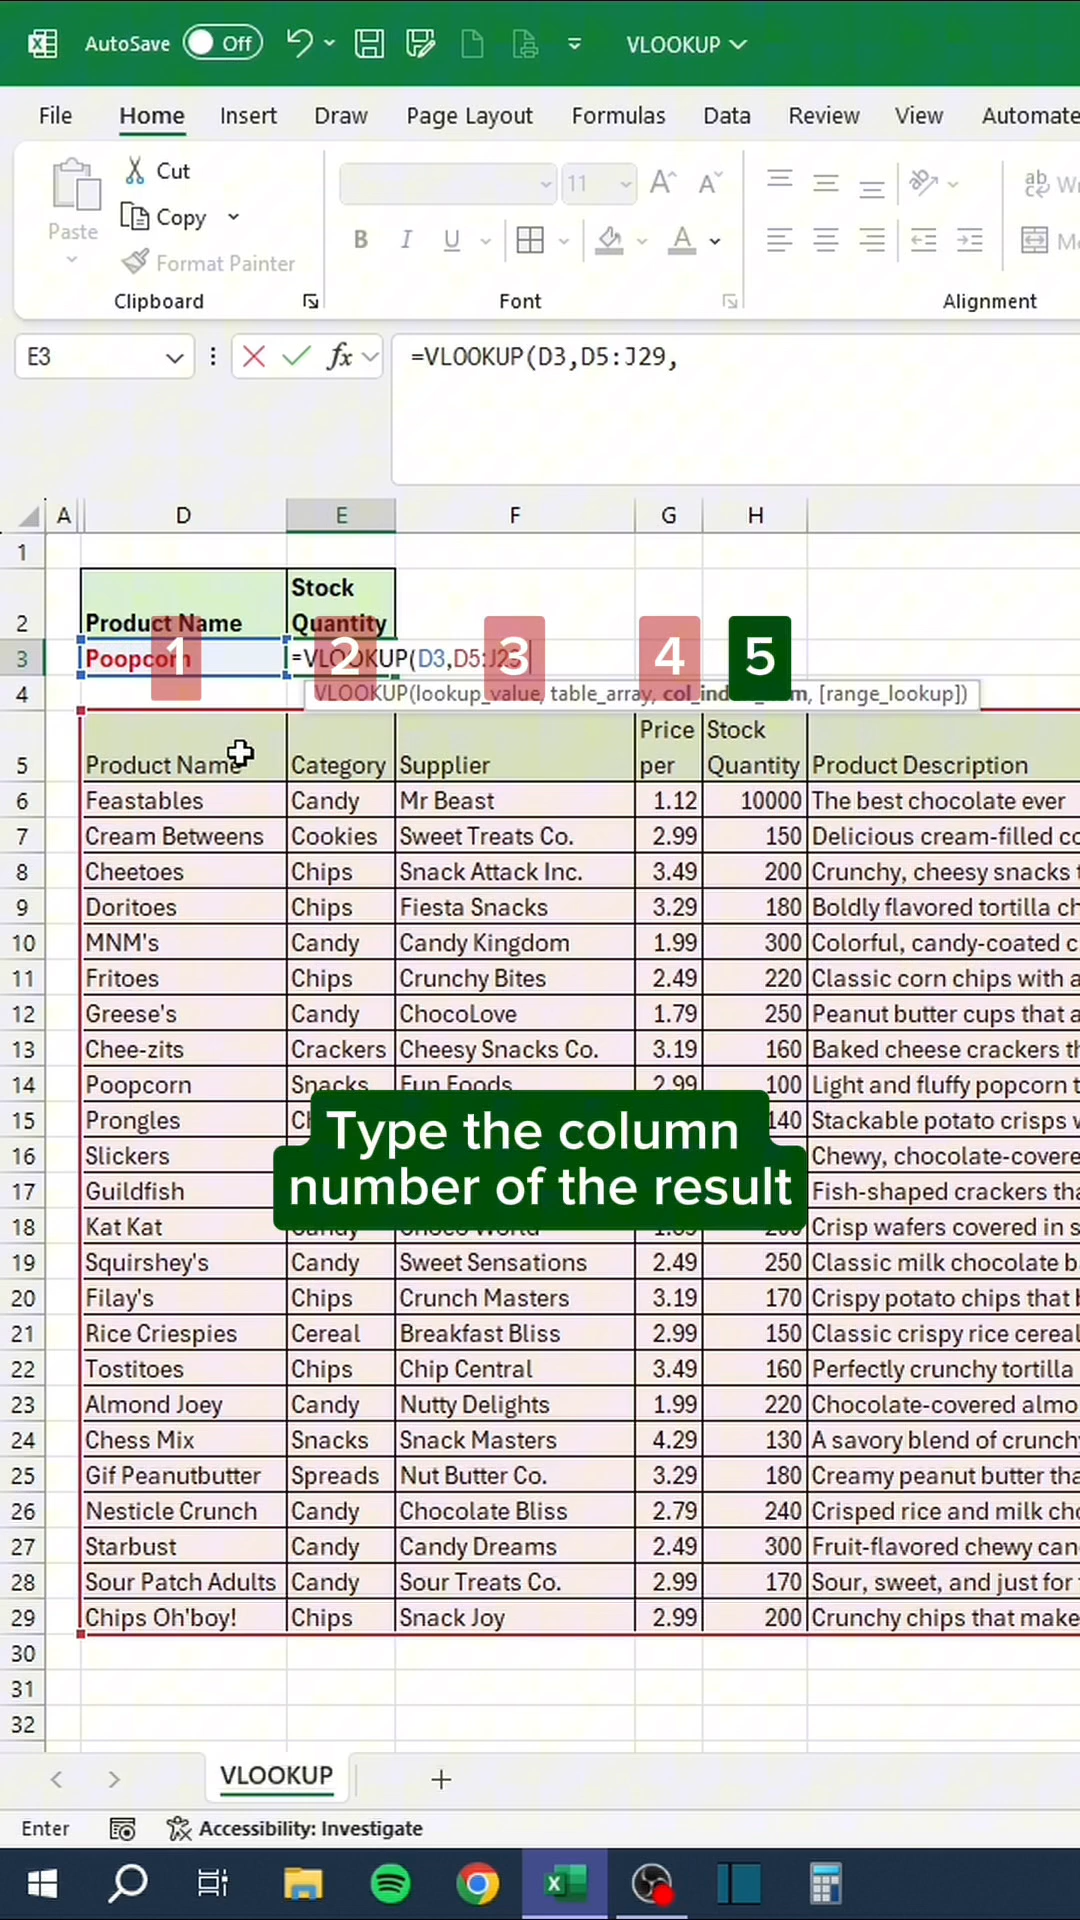 AutoSave Off VLOOKUP
File Home Insert Draw Page Layout Formulas Data Review View Automate
Paste
Cut
Copy
Format Painter
Clipboard
11
B I U
Font
Alignment
E3
fx
=VLOOKUP(D3,D5:J29,
A D E F G H
1
2 Product Name Stock Quantity
3 Poopcorn =VLOOKUP(D3,D5:J29
1 2 3 4 5
4 VLOOKUP(lookup_value, table_array, col_index_num, [range_lookup])
5 Product Name Category Supplier Price per Stock Quantity Product Description
6 Feastables Candy Mr Beast 1.12 10000 The best chocolate ever
7 Cream Betweens Cookies Sweet Treats Co. 2.99 150 Delicious cream-filled
8 Cheetoes Chips Snack Attack Inc. 3.49 200 Crunchy, cheesy snacks
9 Doritoes Chips Fiesta Snacks 3.29 180 Boldly flavored tortilla
10 MNM's Candy Candy Kingdom 1.99 300 Colorful, candy-coated
11 Fritoes Chips Crunchy Bites 2.49 220 Classic corn chips with
12 Greese's Candy ChocoLove 1.79 250 Peanut butter cups that
13 Chee-zits Crackers Cheesy Snacks Co. 3.19 160 Baked cheese crackers
14 Poopcorn Snacks Fun Foods 2.99 100 Light and fluffy popcorn
15 Prongles 140 Stackable potato crisps
16 Slickers Chewy, chocolate-covere
17 Guildfish Fish-shaped crackers
18 Kat Kat Candy Choco World Crisp wafers covered in
19 Squirshey's Candy Sweet Sensations 2.49 250 Classic milk chocolate
20 Filay's Chips Crunch Masters 3.19 170 Crispy potato chips that
21 Rice Criespies Cereal Breakfast Bliss 2.99 150 Classic crispy rice cereal
22 Tostitoes Chips Chip Central 3.49 160 Perfectly crunchy tortilla
23 Almond Joey Candy Nutty Delights 1.99 220 Chocolate-covered almo
24 Chess Mix Snacks Snack Masters 4.29 130 A savory blend of crunch
25 Gif Peanutbutter Spreads Nut Butter Co. 3.29 180 Creamy peanut butter
26 Nesticle Crunch Candy Chocolate Bliss 2.79 240 Crisped rice and milk
27 Starbust Candy Candy Dreams 2.49 300 Fruit-flavored chewy
28 Sour Patch Adults Candy Sour Treats Co. 2.99 170 Sour, sweet, and just for
29 Chips Oh'boy! Chips Snack Joy 2.99 200 Crunchy chips that make
30
31
32
Type the column
number of the result
VLOOKUP
Enter Accessibility: Investigate